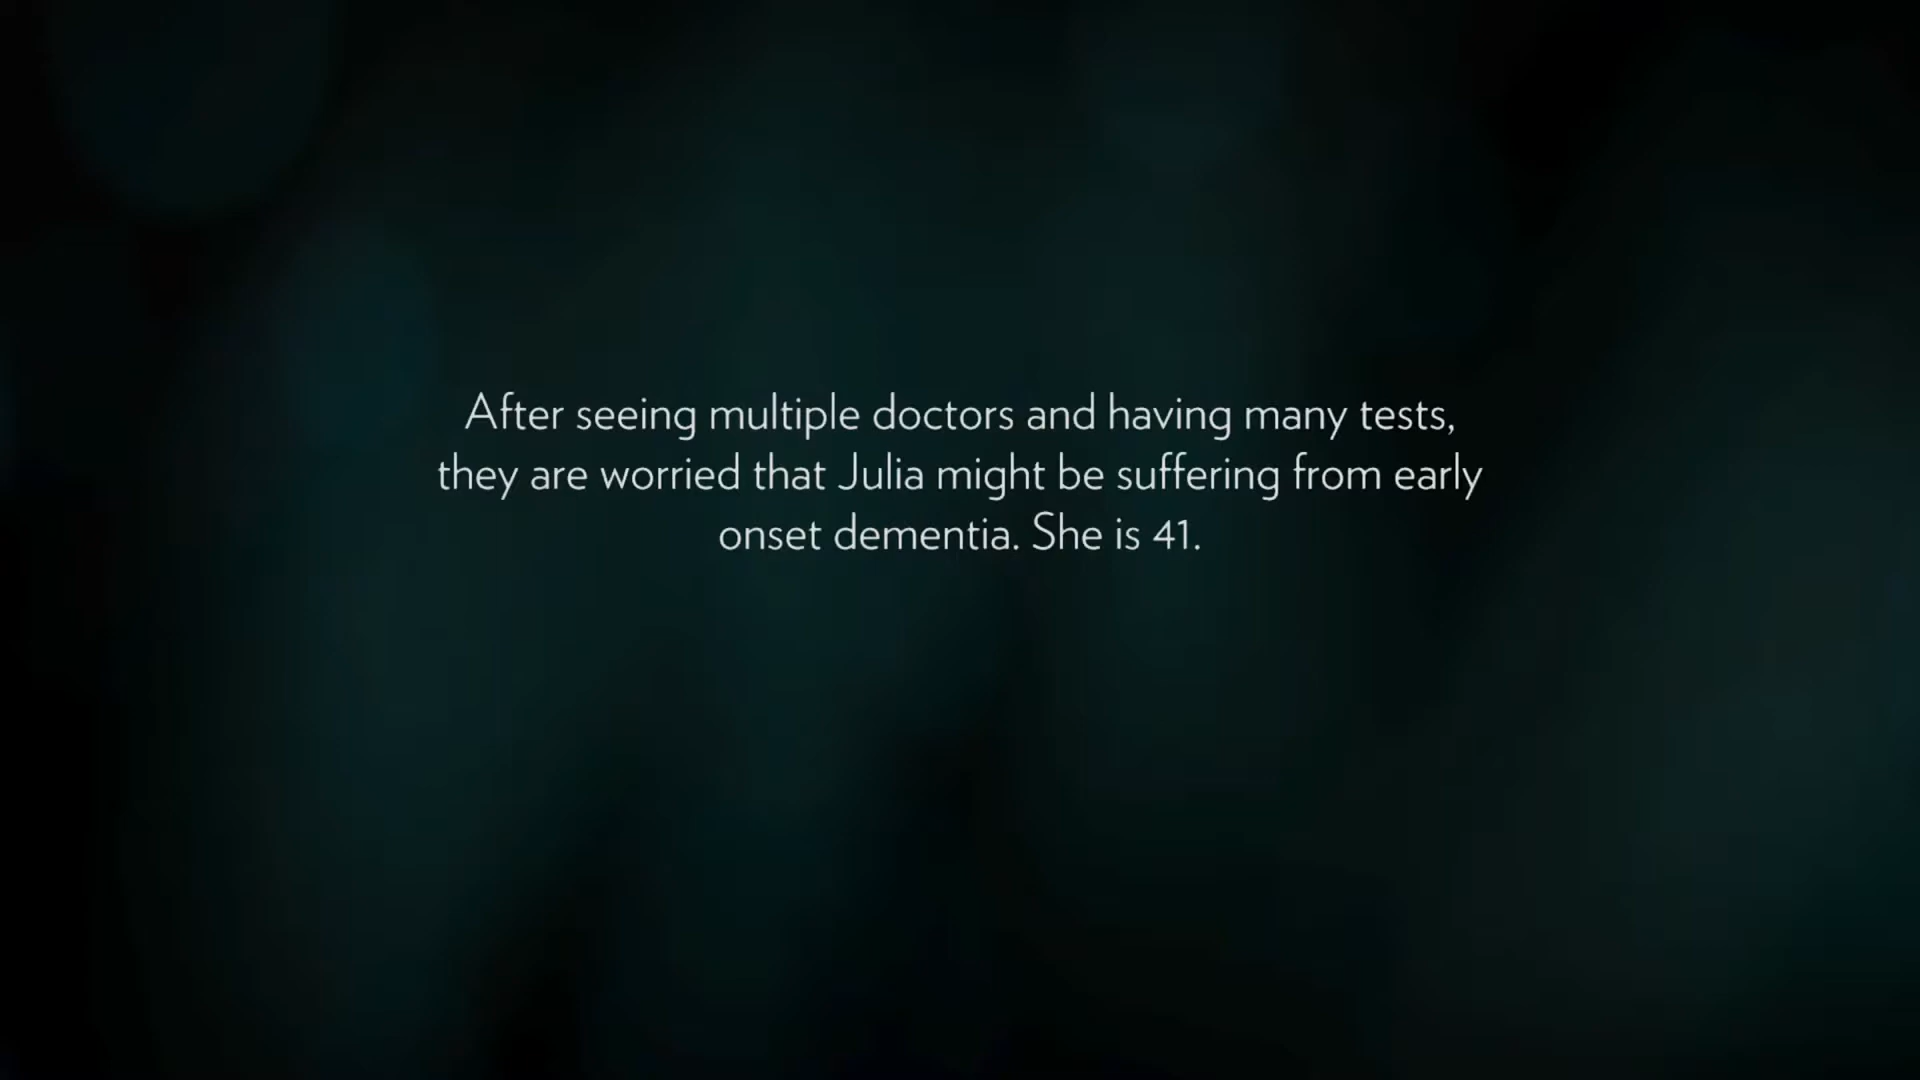 After seeing multiple doctors and having many tests,
they are worried that Julia might be suffering from early
onset dementia. She is 41.